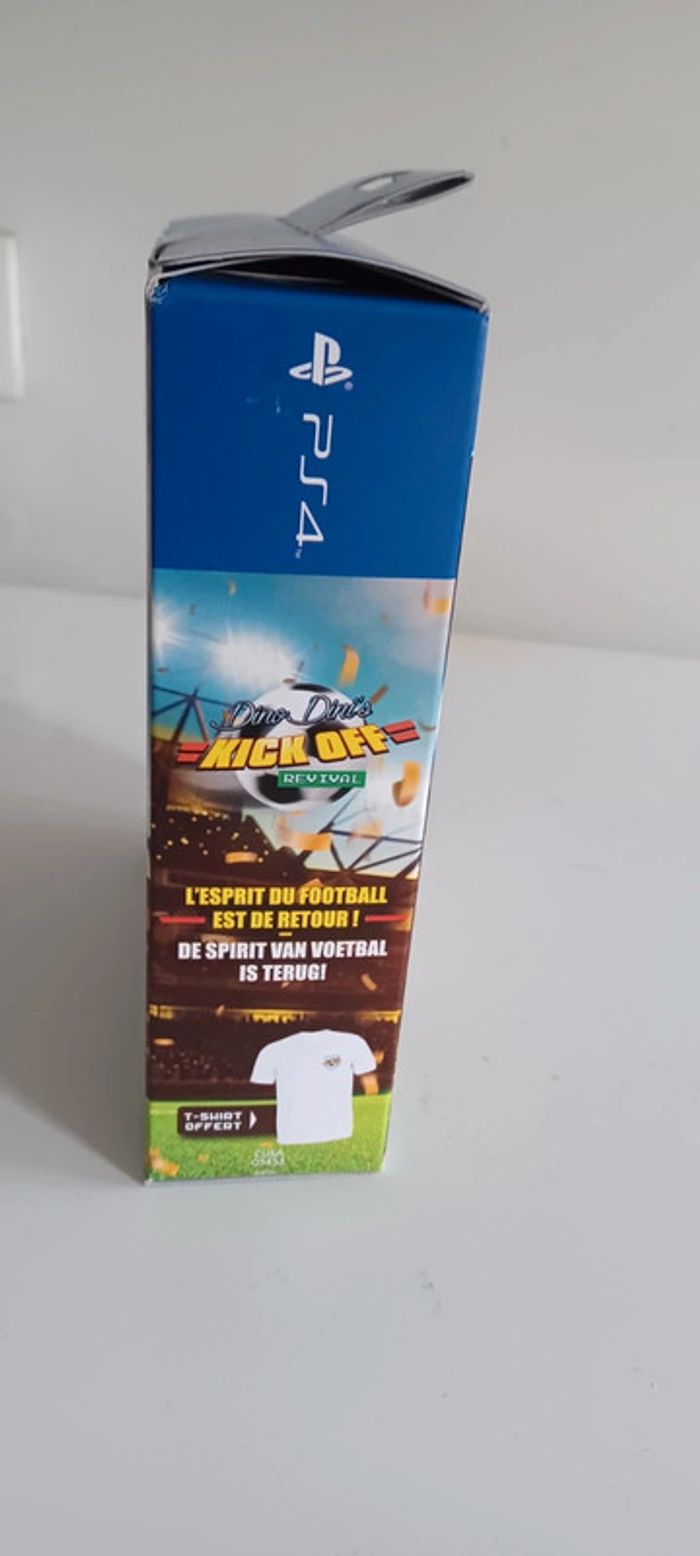 PS4
Dino Dini's
KICK OFF
REVIVAL
L'ESPRIT DU FOOTBALL
EST DE RETOUR !
DE SPIRIT VAN VOETBAL
IS TERUG!
T-SHIRT
OFFERT